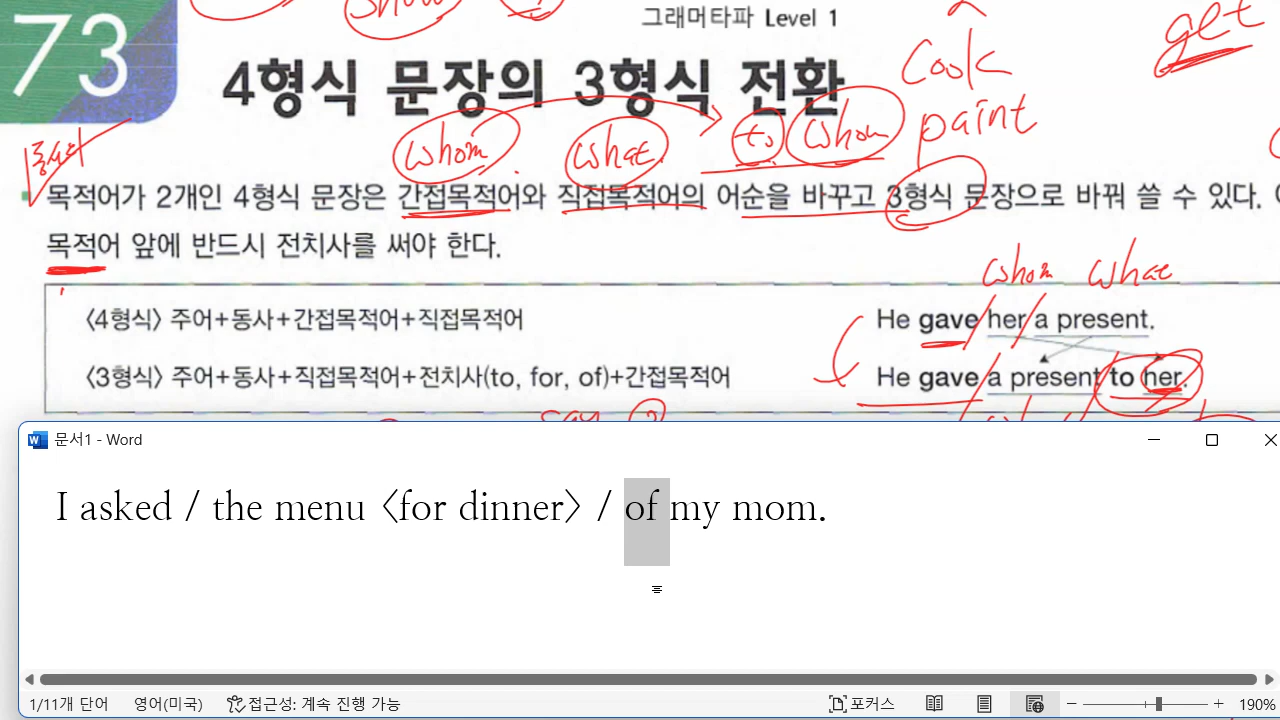 show
그래머타파 Level 1
get
73
4형식 문장의 3형식 전환
cook
paint
whom what to whom
목적어가 2개인 4형식 문장은 간접목적어와 직접목적어의 어순을 바꾸고 3형식 문장으로 바꿔 쓸 수 있다.
목적어 앞에 반드시 전치사를 써야 한다.
whom what
〈4형식〉 주어+동사+간접목적어+직접목적어 He gave her a present.
〈3형식〉 주어+동사+직접목적어+전치사(to, for, of)+간접목적어 He gave a present to her.
문서1 - Word
I asked / the menu 〈for dinner〉 / of my mom.
1/11개 단어 영어(미국) 접근성: 계속 진행 가능 포커스 190%